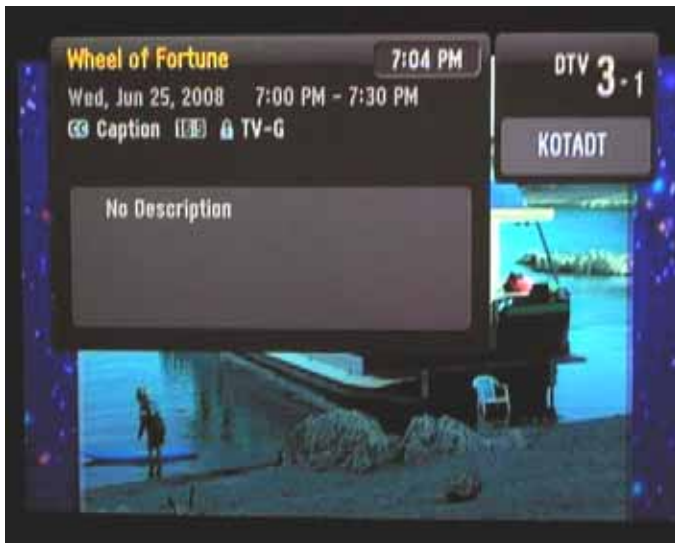 Wheel of Fortune
7:04 PM
DTV 3-1
Wed, Jun 25, 2008 7:00 PM - 7:30 PM
CC Caption TV-G
KOTADT
No Description